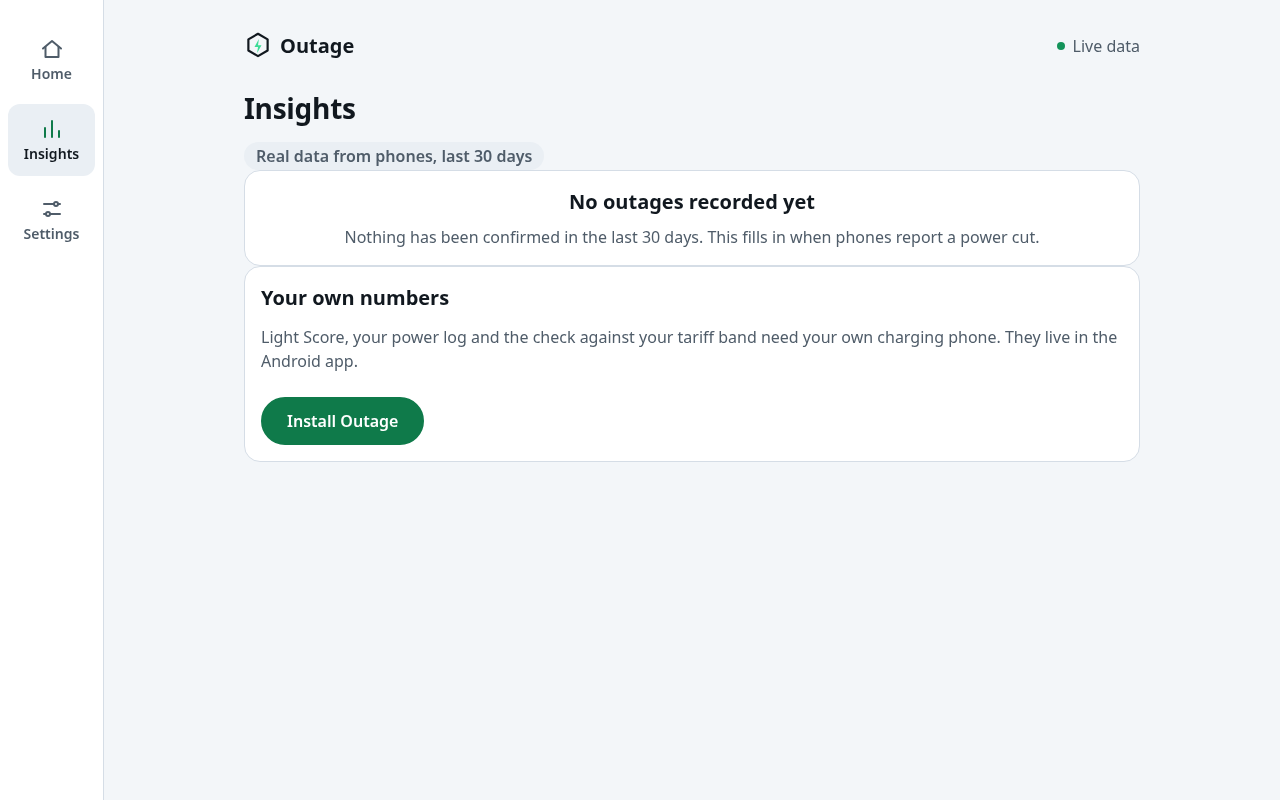 Home
Insights
Settings
Outage
Live data
Insights
Real data from phones, last 30 days
No outages recorded yet
Nothing has been confirmed in the last 30 days. This fills in when phones report a power cut.
Your own numbers
Light Score, your power log and the check against your tariff band need your own charging phone. They live in the
Android app.
Install Outage